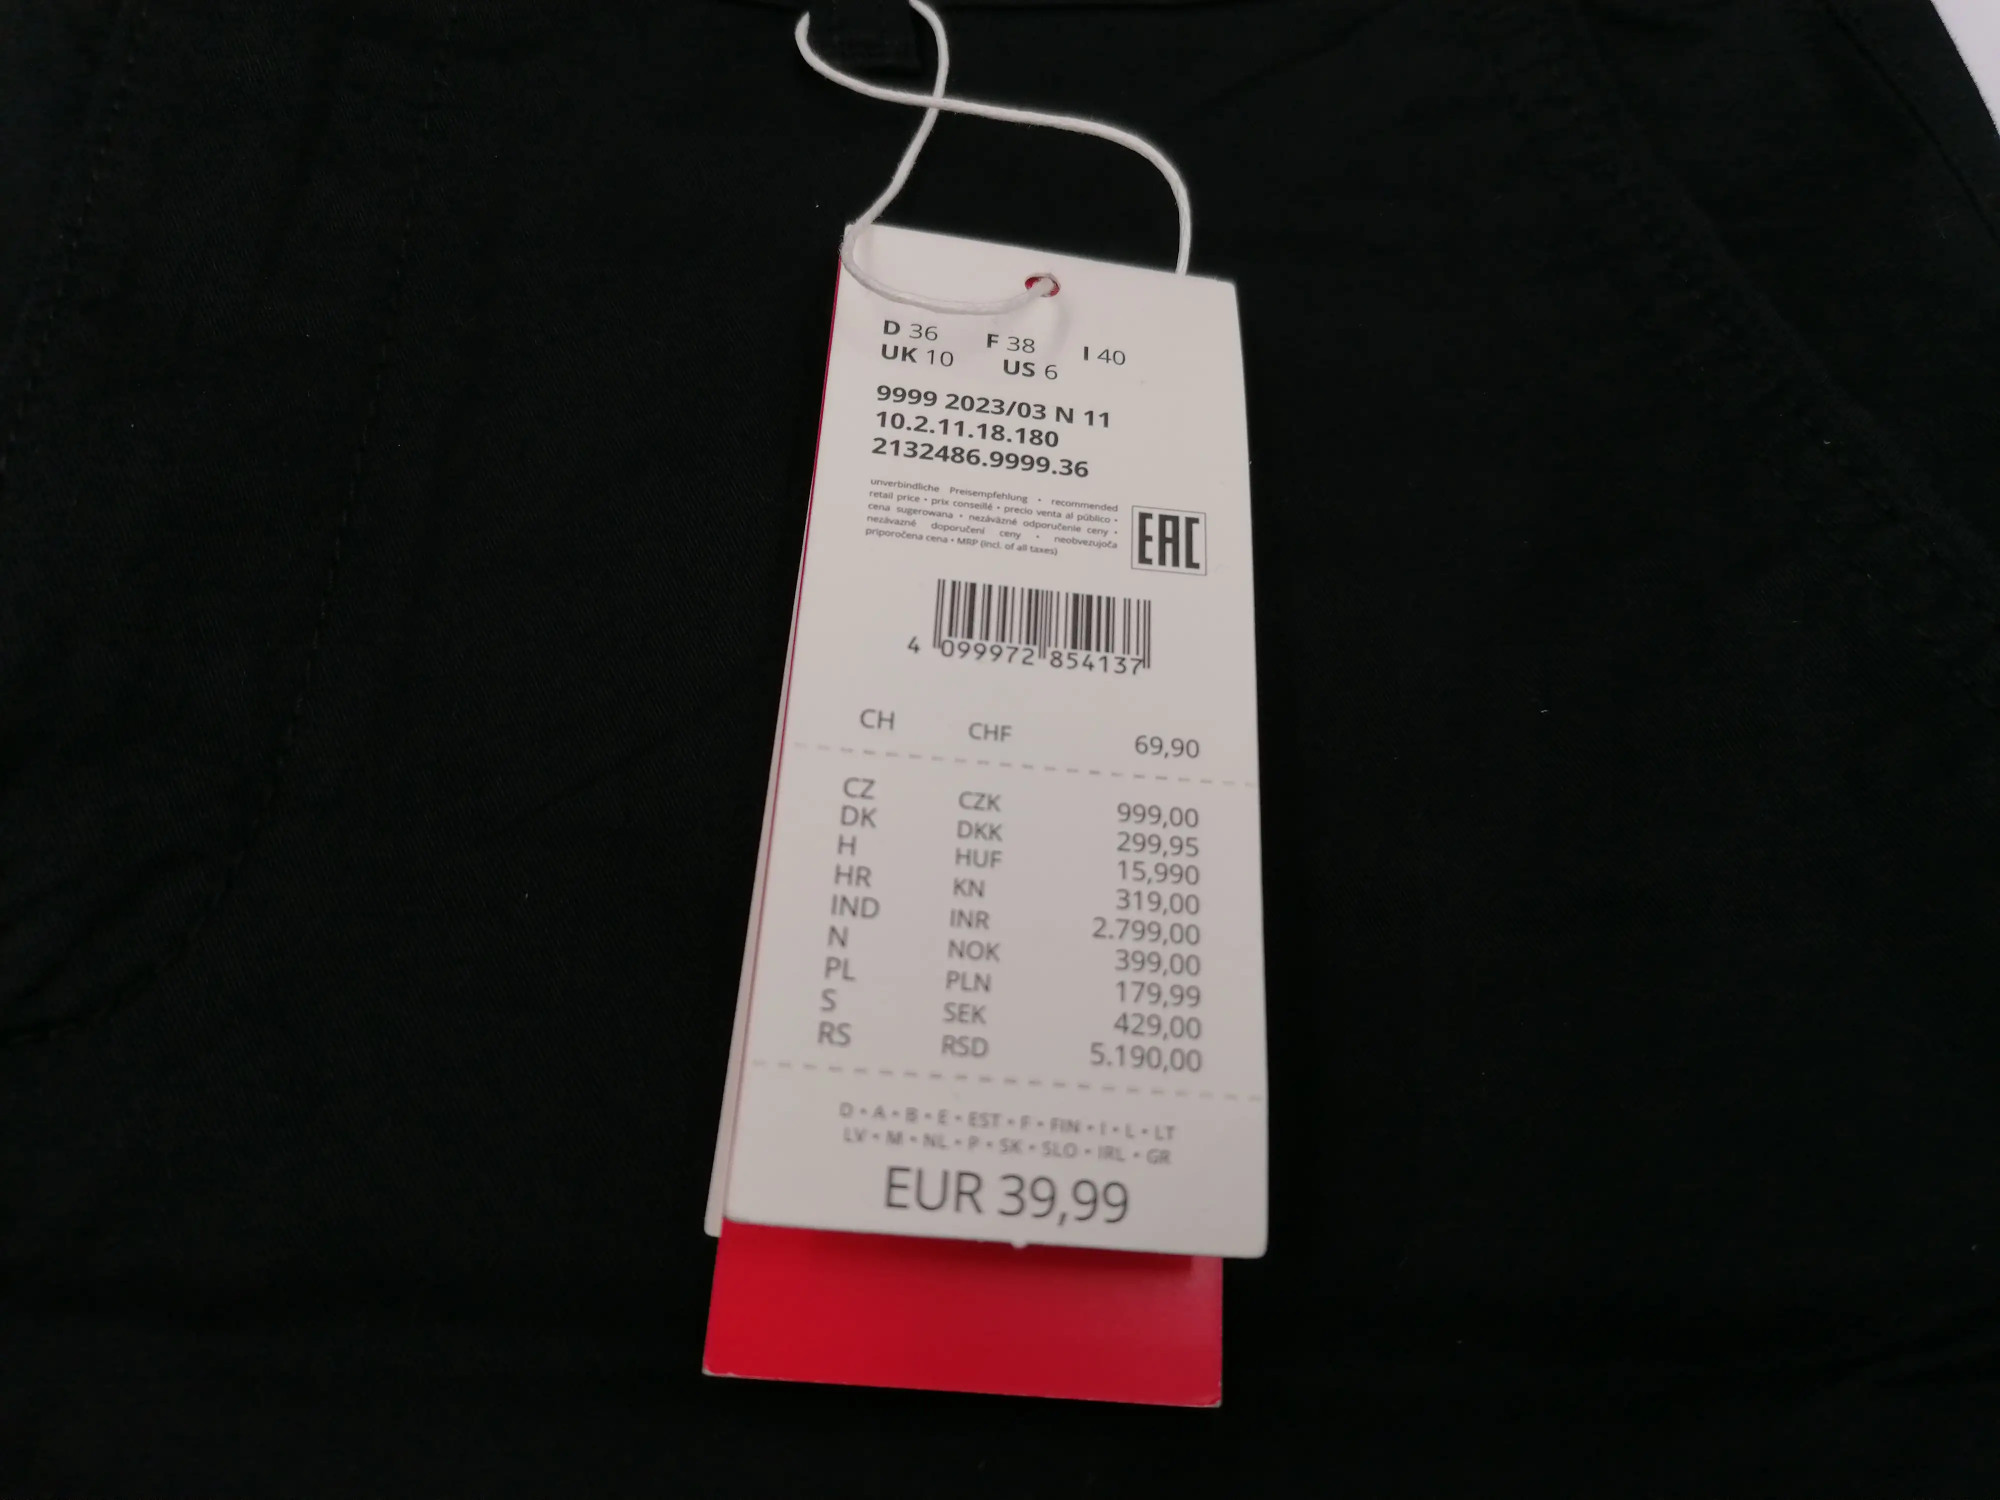 D 36 F 38 I 40
UK 10 US 6
9999 2023/03 N 11
10.2.11.18.180
2132486.9999.36
unverbindliche Preisempfehlung • recommended
retail price • prix conseillé • precio venta al público •
cena sugerowana • nezáväzné odporučenie ceny •
nezávazné doporučení ceny • neobvezujoča
priporočena cena • MRP (incl. of all taxes)
EAC
4 099972 854137
CH CHF 69,90
CZ CZK 999,00
DK DKK 299,95
H HUF 15,990
HR KN 319,00
IND INR 2.799,00
N NOK 399,00
PL PLN 179,99
S SEK 429,00
RS RSD 5.190,00
D • A • B • E • EST • F • FIN • I • L • LT
LV • M • NL • P • SK • SLO • IRL • GR
EUR 39,99